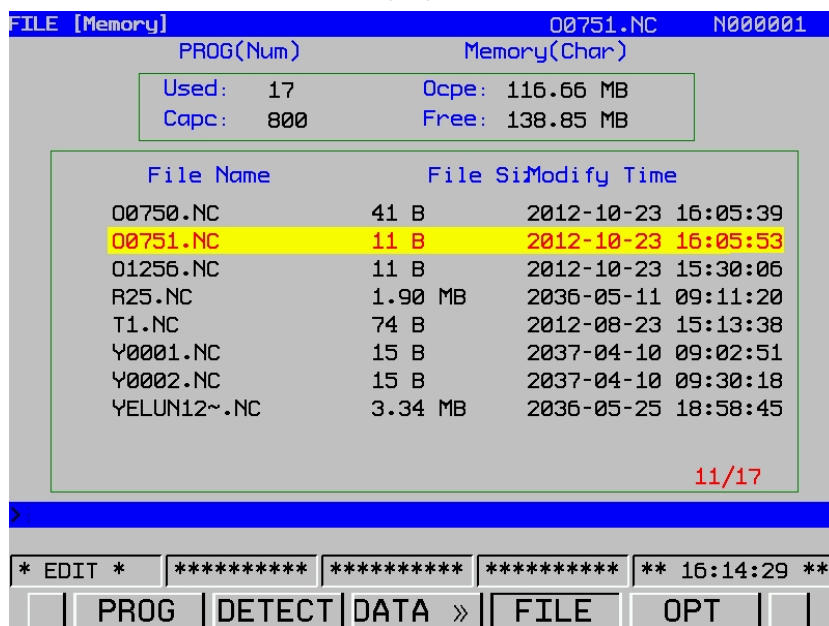 FILE [Memory] O0751.NC N000001
PROG(Num) Memory(Char)
Used: 17 Ocpe: 116.66 MB
Capc: 800 Free: 138.85 MB
File Name File Si Modify Time
O0750.NC 41 B 2012-10-23 16:05:39
O0751.NC 11 B 2012-10-23 16:05:53
O1256.NC 11 B 2012-10-23 15:30:06
R25.NC 1.90 MB 2036-05-11 09:11:20
T1.NC 74 B 2012-08-23 15:13:38
Y0001.NC 15 B 2037-04-10 09:02:51
Y0002.NC 15 B 2037-04-10 09:30:18
YELUN12~.NC 3.34 MB 2036-05-25 18:58:45
11/17
>
* EDIT * ********** ********** ********** ** 16:14:29 **
PROG DETECT DATA » FILE OPT